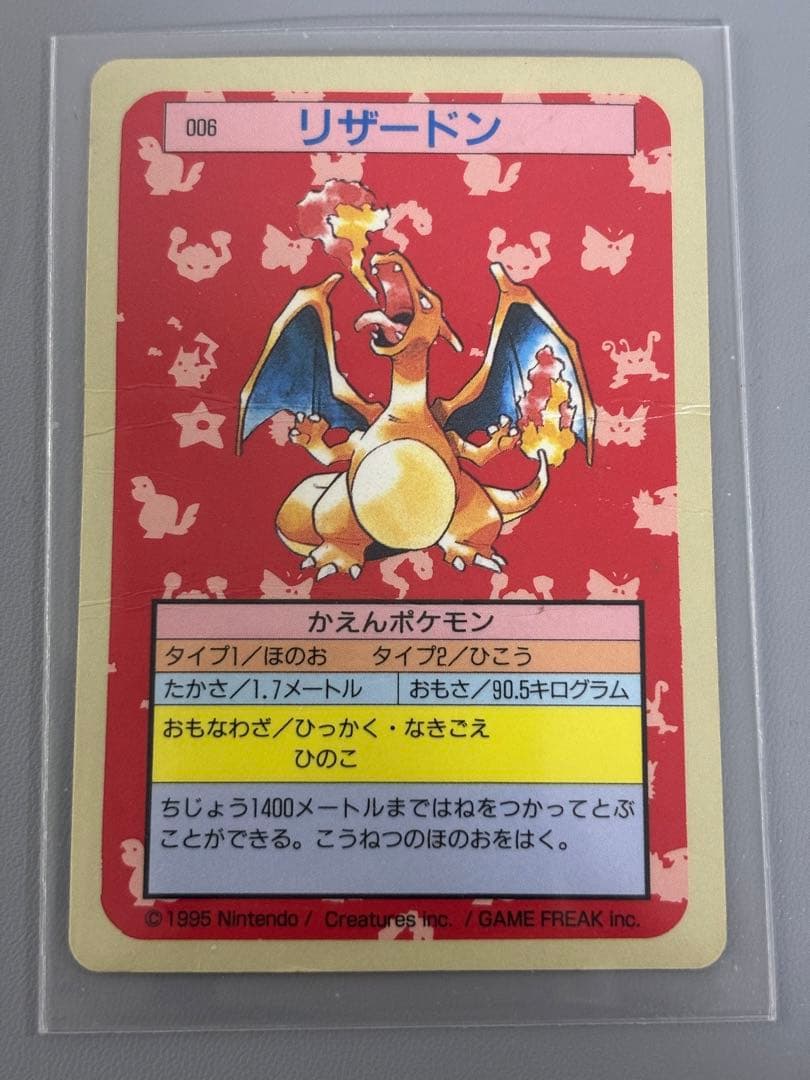 006 リザードン
かえんポケモン
タイプ1／ほのお タイプ2／ひこう
たかさ／1.7メートル おもさ／90.5キログラム
おもなわざ／ひっかく・なきごえ
ひのこ
ちじょう1400メートルまではねをつかってとぶ
ことができる。こうねつのほのおをはく。
©1995 Nintendo / Creatures inc. / GAME FREAK inc.